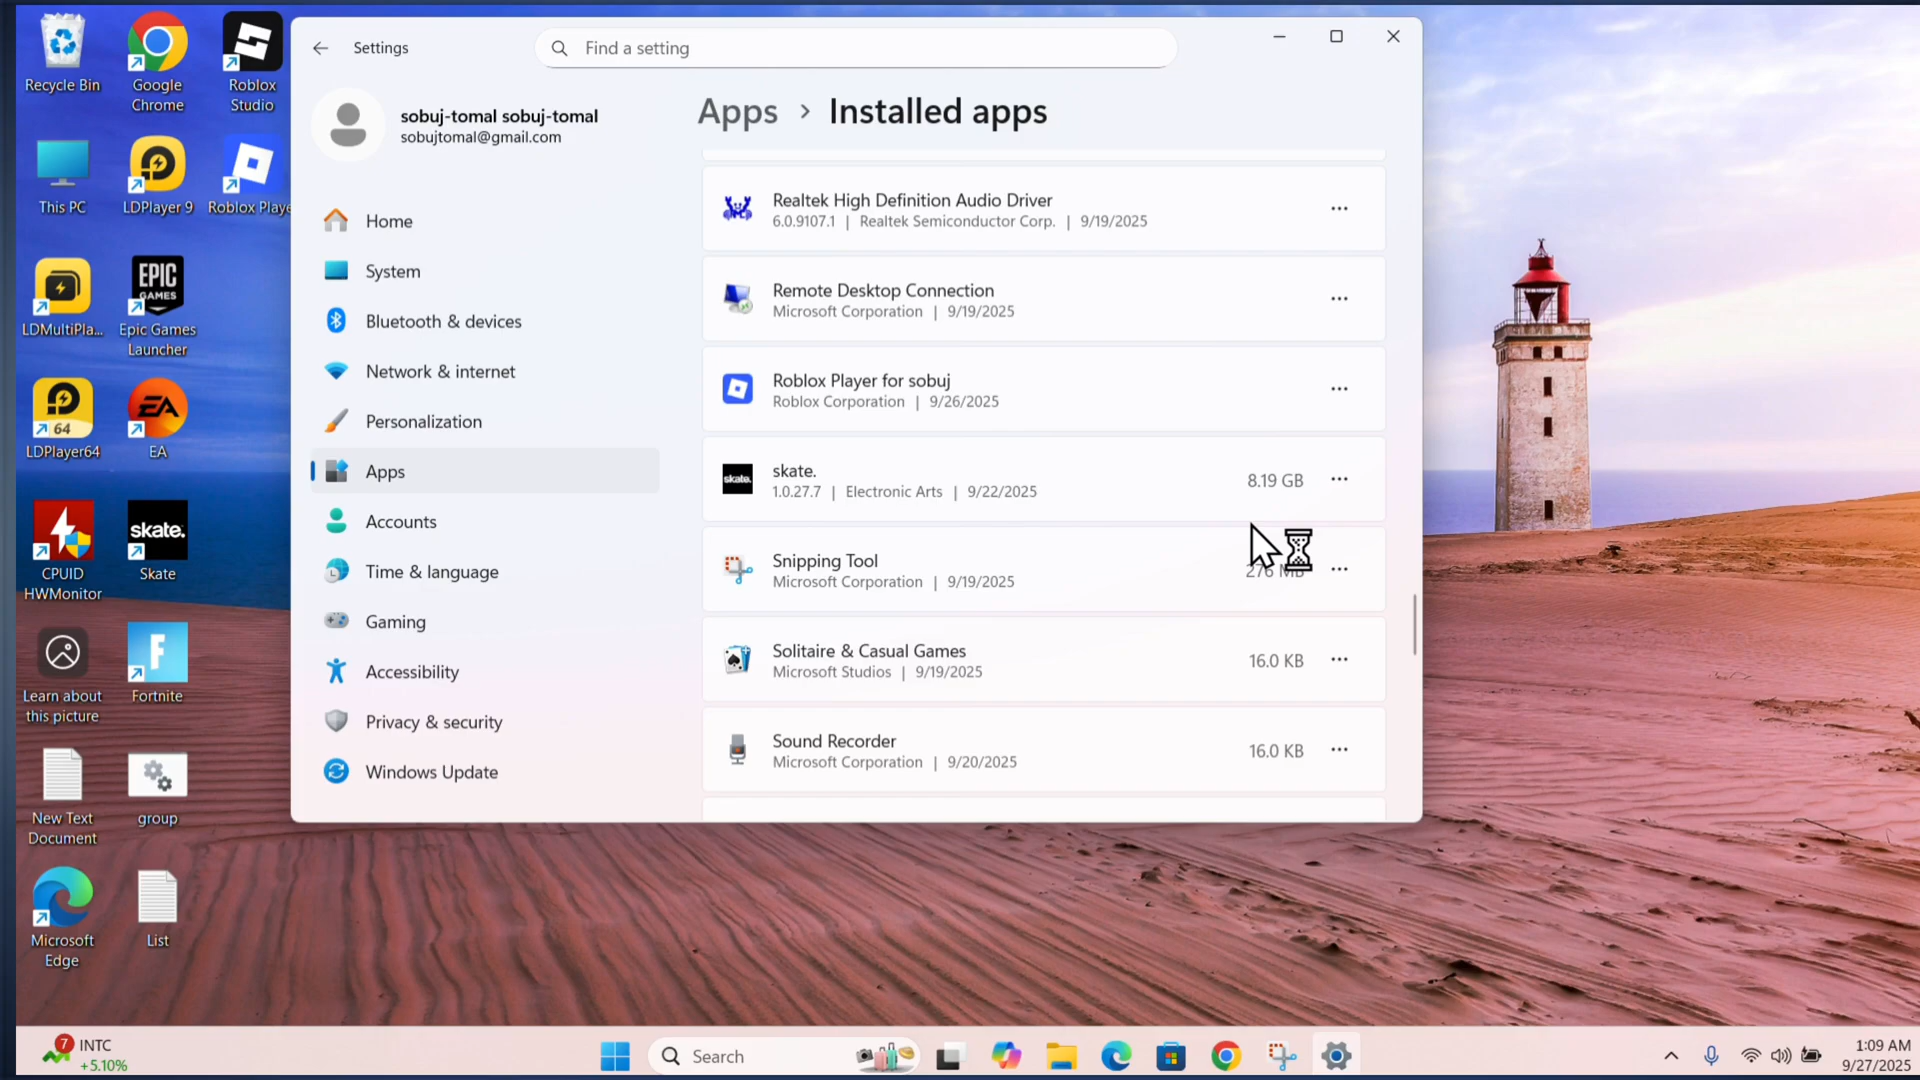 Recycle Bin
Google
Chrome
Roblox
Studio
This PC
LDPlayer 9
Roblox Playe
LDMultiPla...
EPIC
GAMES
Epic Games
Launcher
64
LDPlayer64
EA
EA
CPUID
HWMonitor
skate.
Skate
Learn about
this picture
F
Fortnite
New Text
Document
group
Microsoft
Edge
List
Settings
Find a setting
sobuj-tomal sobuj-tomal
sobujtomal@gmail.com
Home
System
Bluetooth & devices
Network & internet
Personalization
Apps
Accounts
Time & language
Gaming
Accessibility
Privacy & security
Windows Update
Apps > Installed apps
Realtek High Definition Audio Driver
6.0.9107.1 | Realtek Semiconductor Corp. | 9/19/2025
Remote Desktop Connection
Microsoft Corporation | 9/19/2025
Roblox Player for sobuj
Roblox Corporation | 9/26/2025
skate.
skate.
1.0.27.7 | Electronic Arts | 9/22/2025
8.19 GB
Snipping Tool
Microsoft Corporation | 9/19/2025
276 MB
Solitaire & Casual Games
Microsoft Studios | 9/19/2025
16.0 KB
Sound Recorder
Microsoft Corporation | 9/20/2025
16.0 KB
7
INTC
+5.10%
Search
1:09 AM
9/27/2025